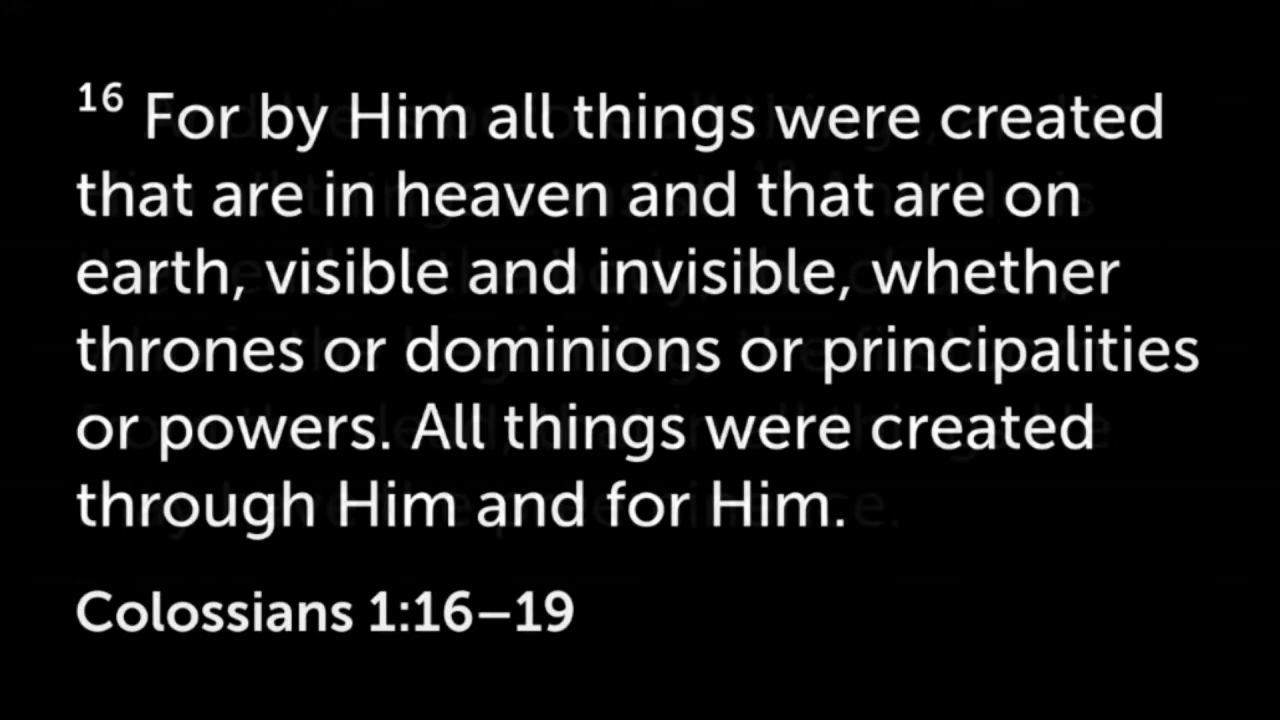 16 For by Him all things were created
that are in heaven and that are on
earth, visible and invisible, whether
thrones or dominions or principalities
or powers. All things were created
through Him and for Him.
Colossians 1:16–19